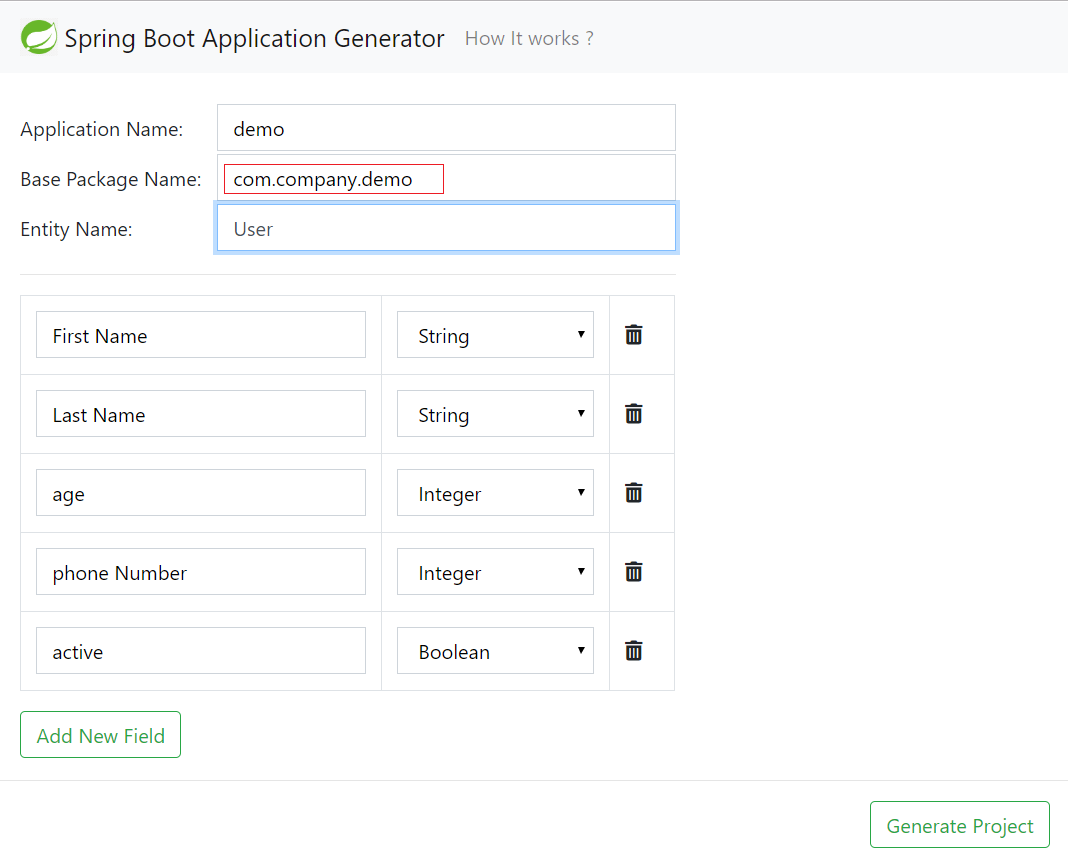 Spring Boot Application Generator How It works ?
Application Name: demo
Base Package Name: com.company.demo
Entity Name: User
First Name String
Last Name String
age Integer
phone Number Integer
active Boolean
Add New Field
Generate Project